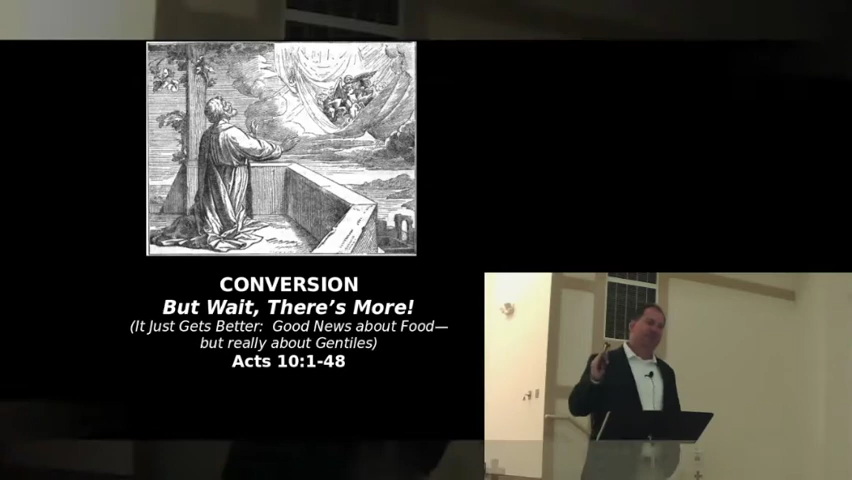 CONVERSION
But Wait, There's More!
(It Just Gets Better:  Good News about Food—
but really about Gentiles)
Acts 10:1-48